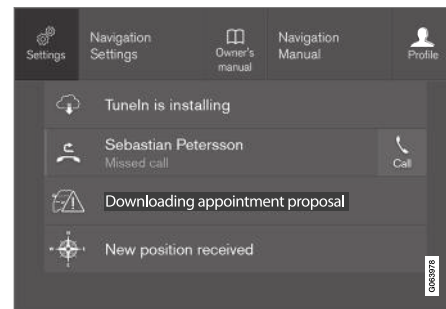 Settings
Navigation
Settings
Owner's
manual
Navigation
Manual
Profile
TuneIn is installing
Sebastian Petersson
Missed call
Call
Downloading appointment proposal
New position received
G063978